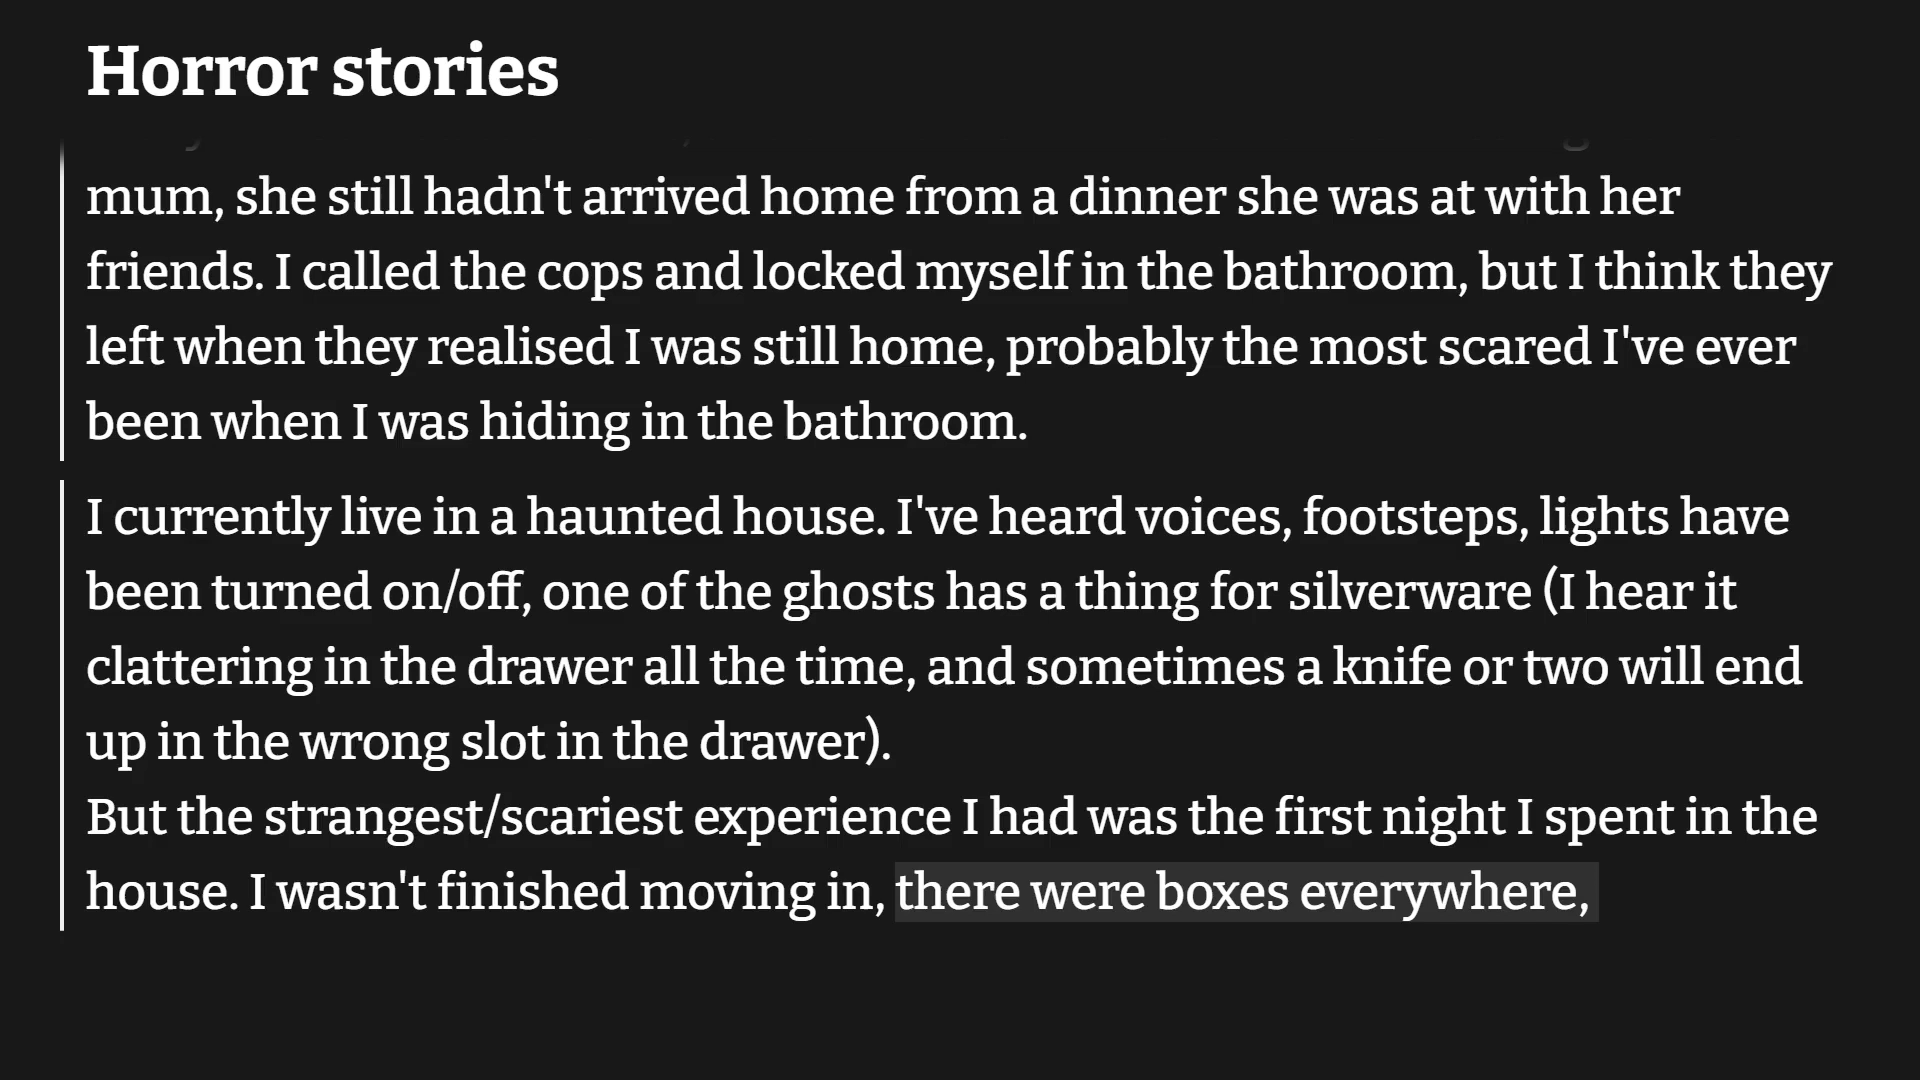 Horror stories
mum, she still hadn't arrived home from a dinner she was at with her
friends. I called the cops and locked myself in the bathroom, but I think they
left when they realised I was still home, probably the most scared I've ever
been when I was hiding in the bathroom.
I currently live in a haunted house. I've heard voices, footsteps, lights have
been turned on/off, one of the ghosts has a thing for silverware (I hear it
clattering in the drawer all the time, and sometimes a knife or two will end
up in the wrong slot in the drawer).
But the strangest/scariest experience I had was the first night I spent in the
house. I wasn't finished moving in, there were boxes everywhere,